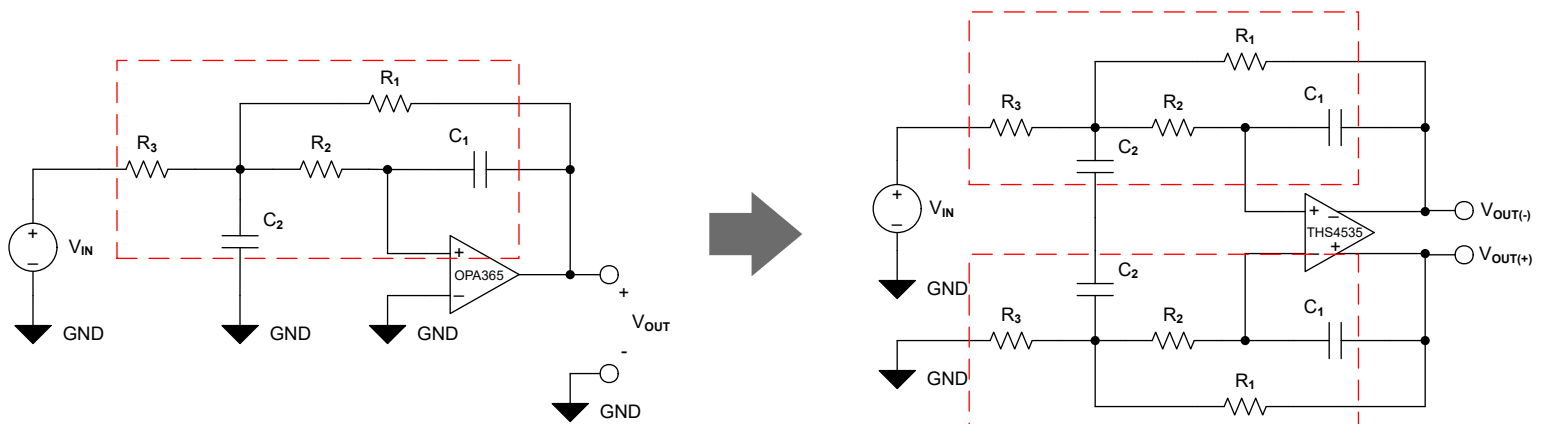 R1
R3
R2
C1
C2
+
−
VIN
+
−
OPA365
+
VOUT
-
GND
GND
GND
GND
R1
R3
R2
C1
C2
+
−
VIN
GND
+
−
THS4535
+
VOUT(-)
VOUT(+)
C2
R3
R2
C1
GND
R1